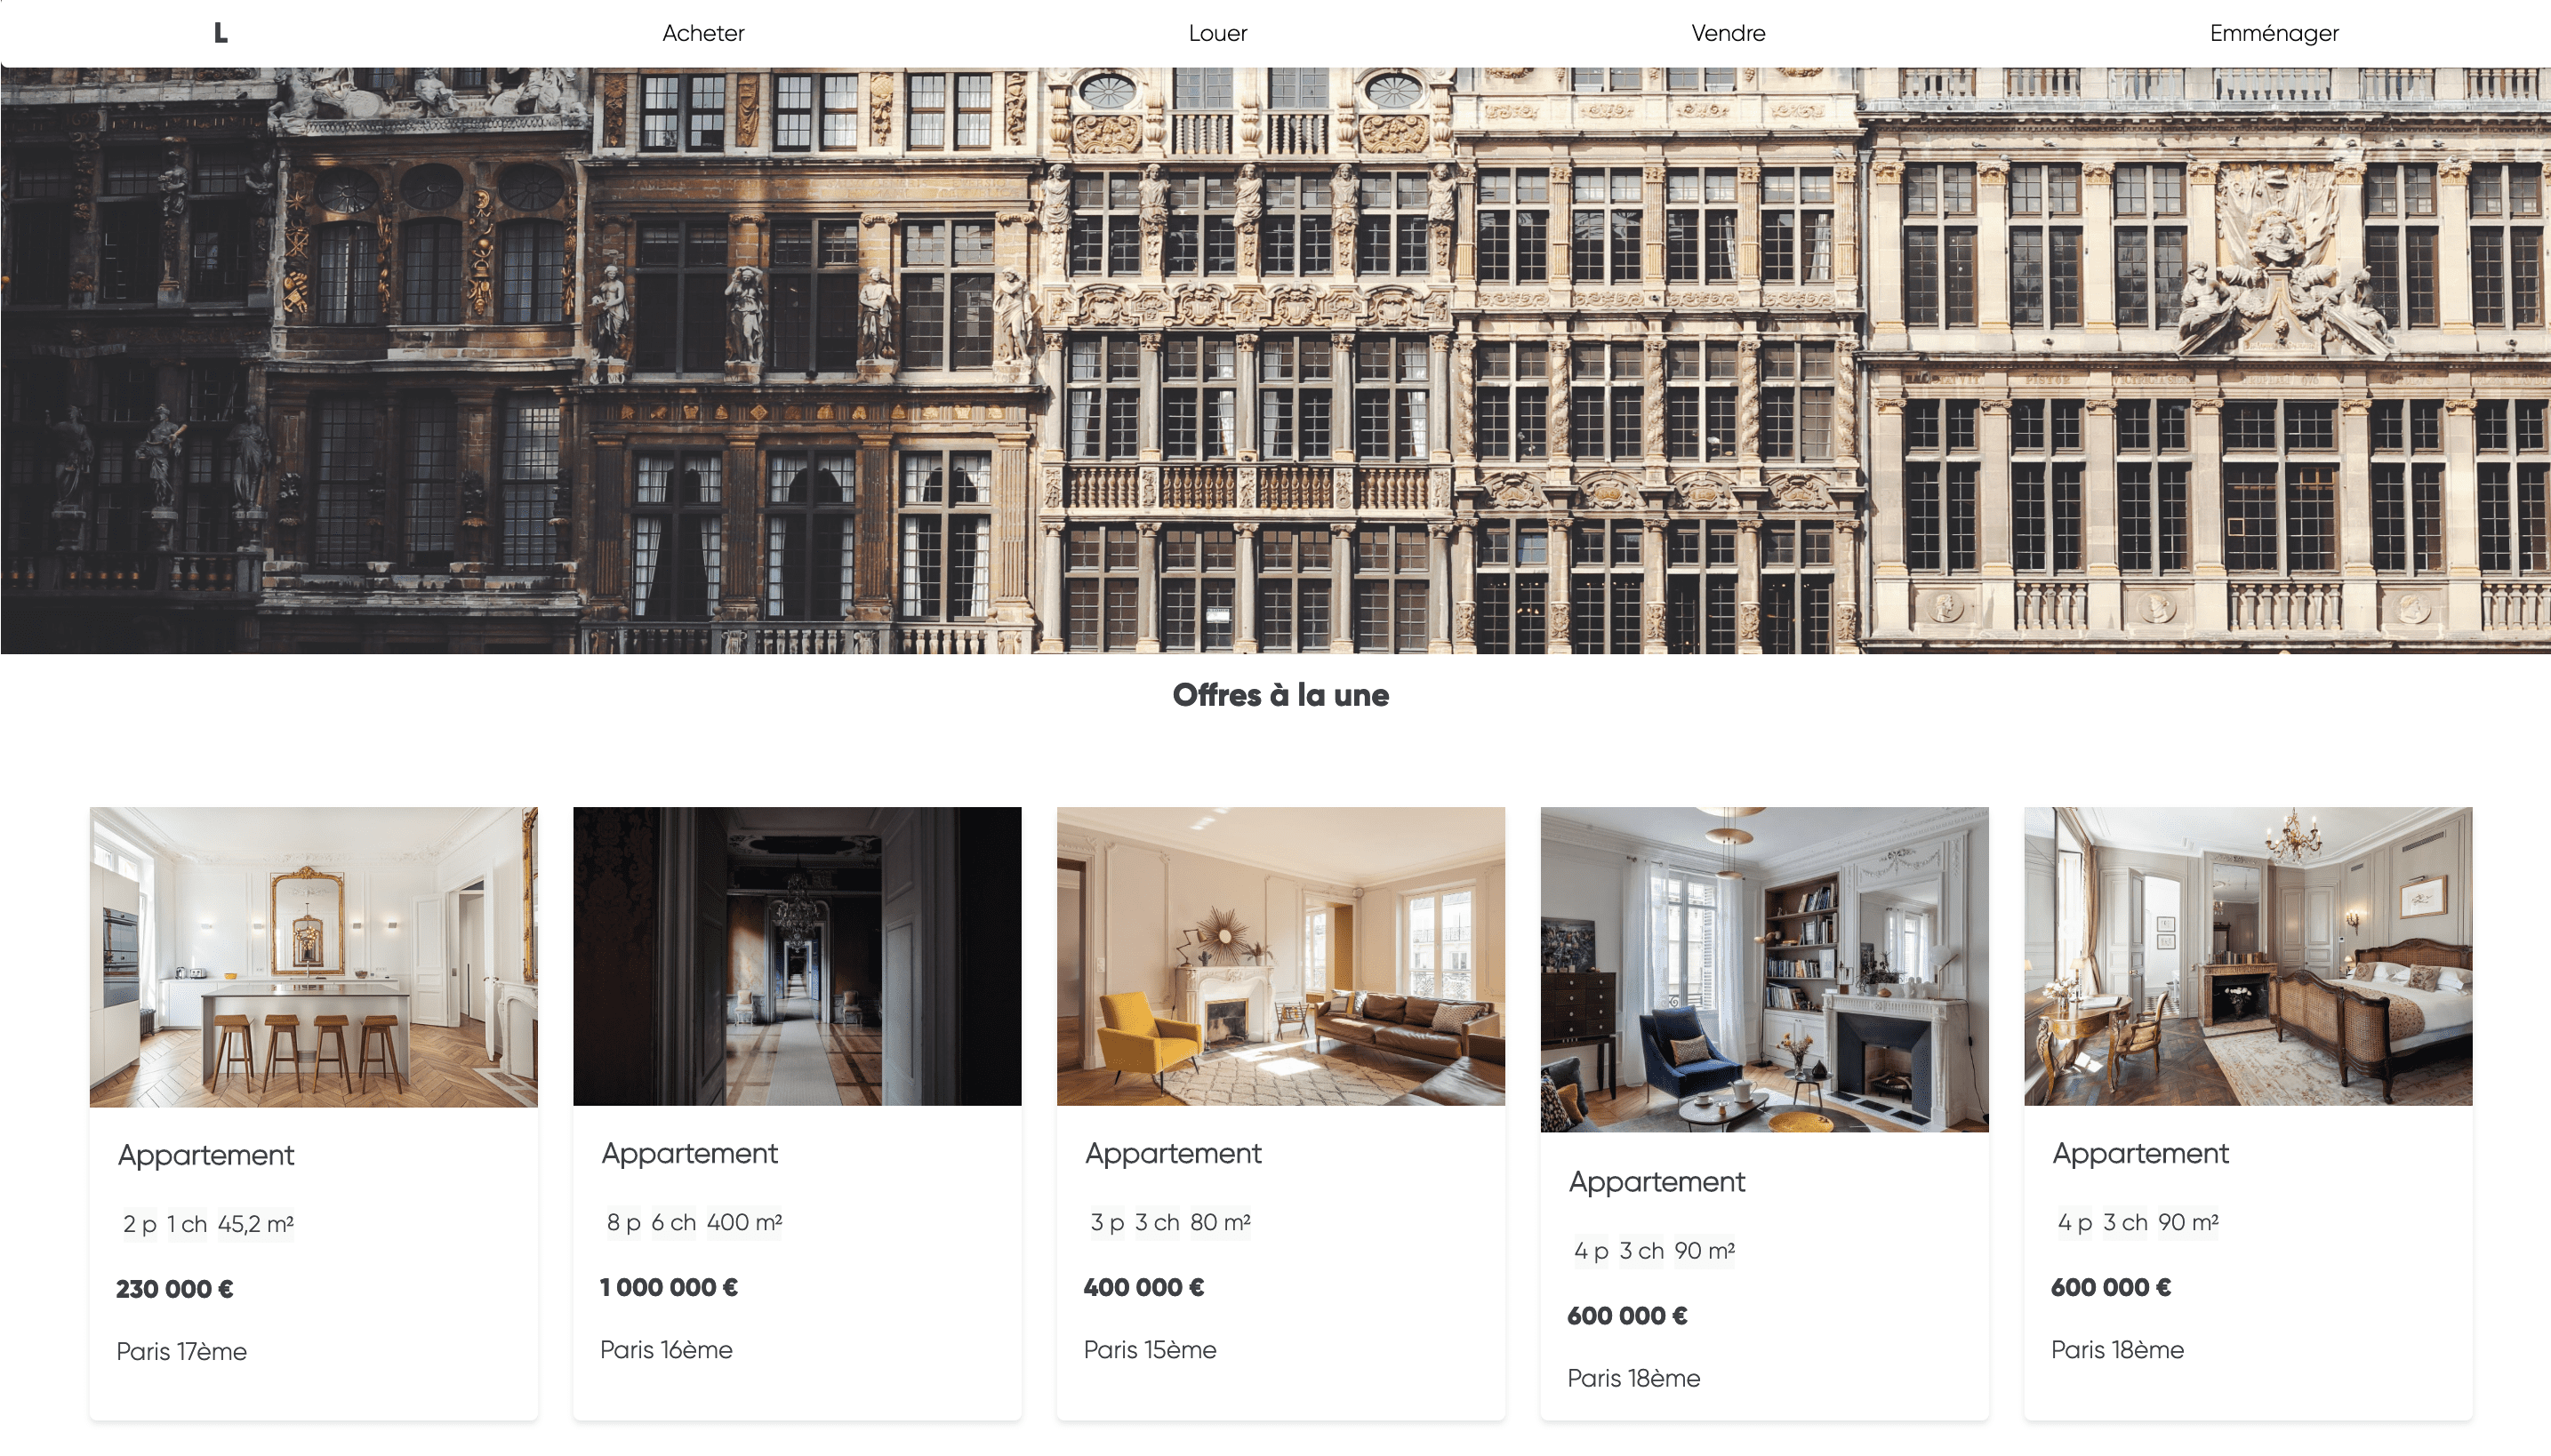 L Acheter Louer Vendre Emménager
PISTOR
Offres à la une
Appartement
2 p 1 ch 45,2 m²
230 000 €
Paris 17ème
Appartement
8 p 6 ch 400 m²
1 000 000 €
Paris 16ème
Appartement
3 p 3 ch 80 m²
400 000 €
Paris 15ème
Appartement
4 p 3 ch 90 m²
600 000 €
Paris 18ème
Appartement
4 p 3 ch 90 m²
600 000 €
Paris 18ème